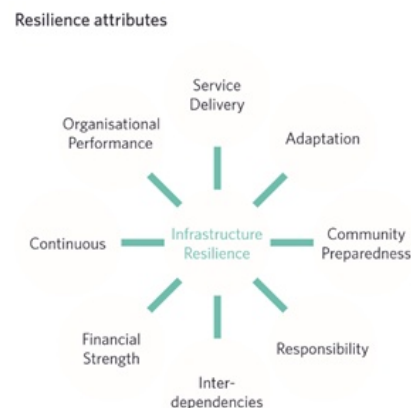 Resilience attributes
Service
Delivery
Organisational
Performance
Adaptation
Continuous
Infrastructure
Resilience
Community
Preparedness
Financial
Strength
Responsibility
Inter-
dependencies